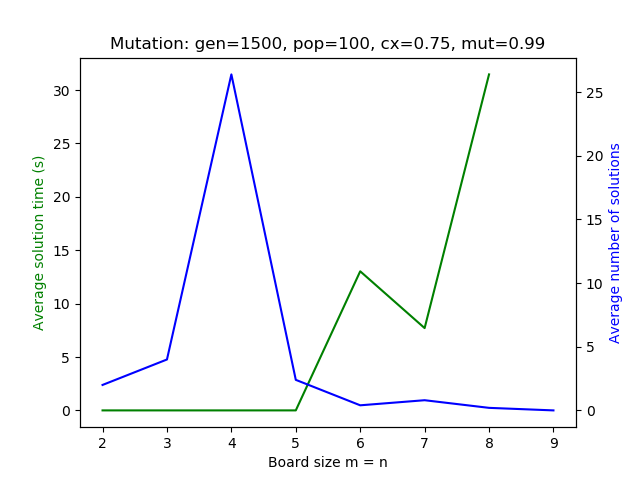 Mutation: gen=1500, pop=100, cx=0.75, mut=0.99
30
25
20
15
10
5
0
Average solution time (s)
25
20
15
10
5
0
Average number of solutions
2 3 4 5 6 7 8 9
Board size m = n